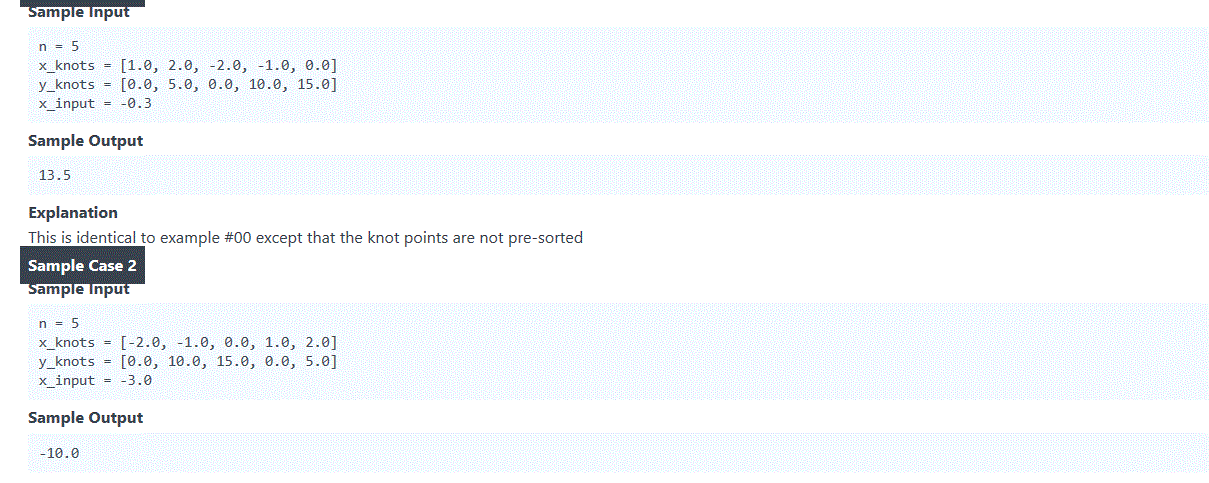 Sample Input
n = 5
x_knots = [1.0, 2.0, -2.0, -1.0, 0.0]
y_knots = [0.0, 5.0, 0.0, 10.0, 15.0]
x_input = -0.3
Sample Output
13.5
Explanation
This is identical to example #00 except that the knot points are not pre-sorted
Sample Case 2
Sample Input
n = 5
x_knots = [-2.0, -1.0, 0.0, 1.0, 2.0]
y_knots = [0.0, 10.0, 15.0, 0.0, 5.0]
x_input = -3.0
Sample Output
-10.0